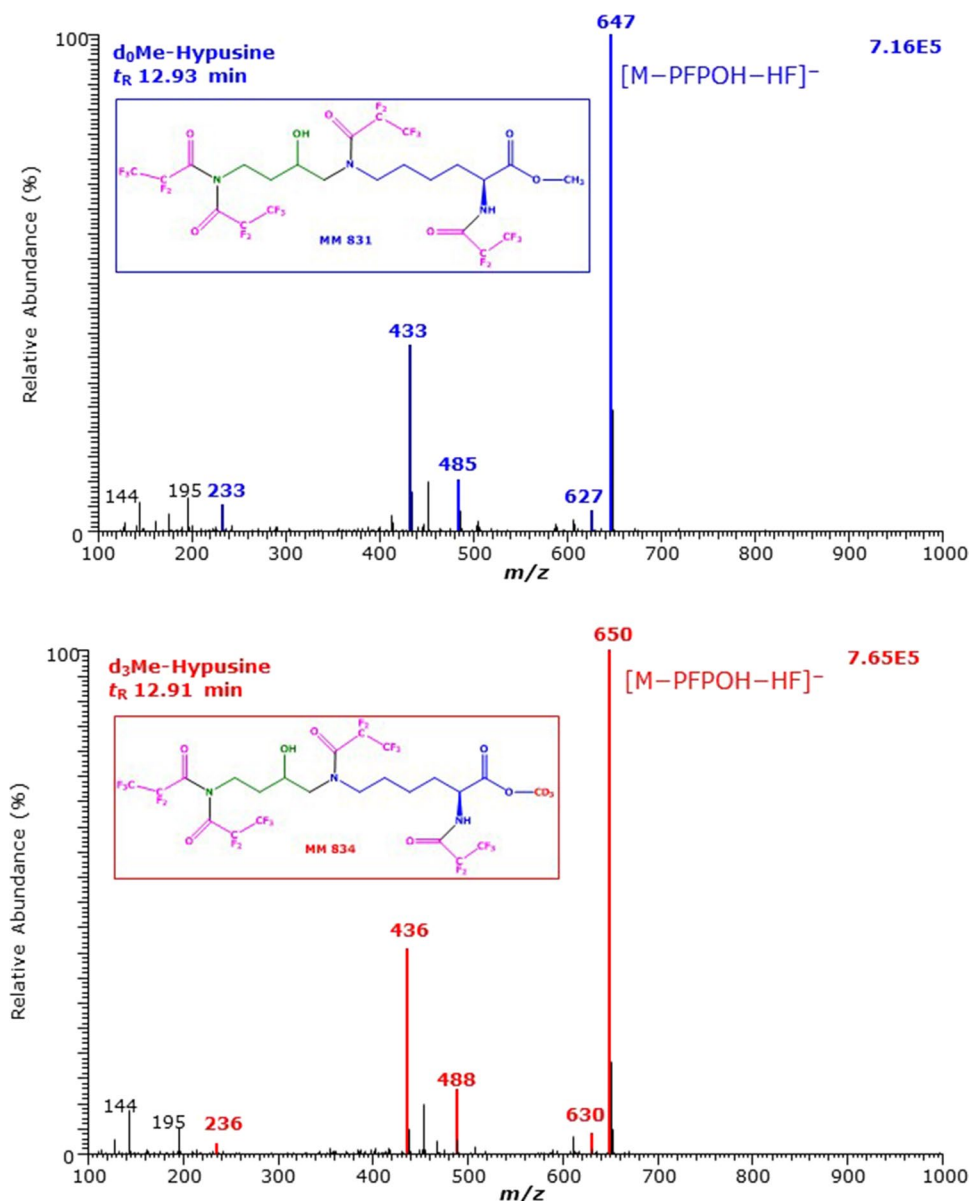 647
100
d₀Me-Hypusine
7.16E5
tR 12.93 min
[M−PFPOH−HF]⁻
O
F₂
OH
CF₃
O
O
F₃C
N
C
F₂
N
O
CH₃
CF₃
NH
O
C
F₂
O
CF₃
MM 831
C
F₂
Relative Abundance (%)
433
485
144
195
233
627
0
100 200 300 400 500 600 700 800 900 1000
m/z
650
100
d₃Me-Hypusine
7.65E5
tR 12.91 min
[M−PFPOH−HF]⁻
O
F₂
C
OH
CF₃
O
O
F₃C
C
F₂
N
N
O
CD₃
CF₃
NH
O
C
F₂
O
CF₃
MM 834
C
F₂
Relative Abundance (%)
436
488
144
195
236
630
0
100 200 300 400 500 600 700 800 900 1000
m/z